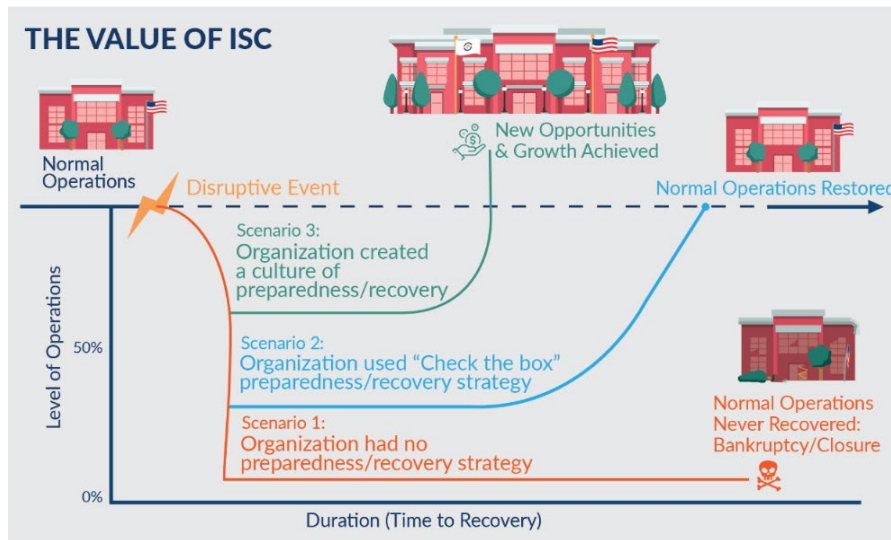 THE VALUE OF ISC
Normal
Operations
New Opportunities
& Growth Achieved
Disruptive Event
Normal Operations Restored
Scenario 3:
Organization created
a culture of
preparedness/recovery
Level of Operations
50%
Scenario 2:
Organization used “Check the box”
preparedness/recovery strategy
Scenario 1:
Organization had no
preparedness/recovery strategy
Normal Operations
Never Recovered:
Bankruptcy/Closure
0%
Duration (Time to Recovery)